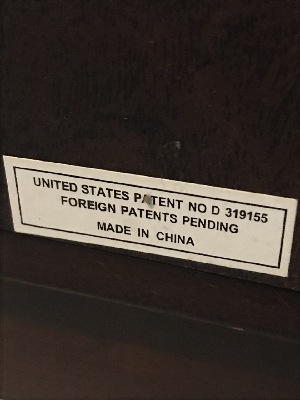 UNITED STATES PATENT NO D 319155
FOREIGN PATENTS PENDING
MADE IN CHINA